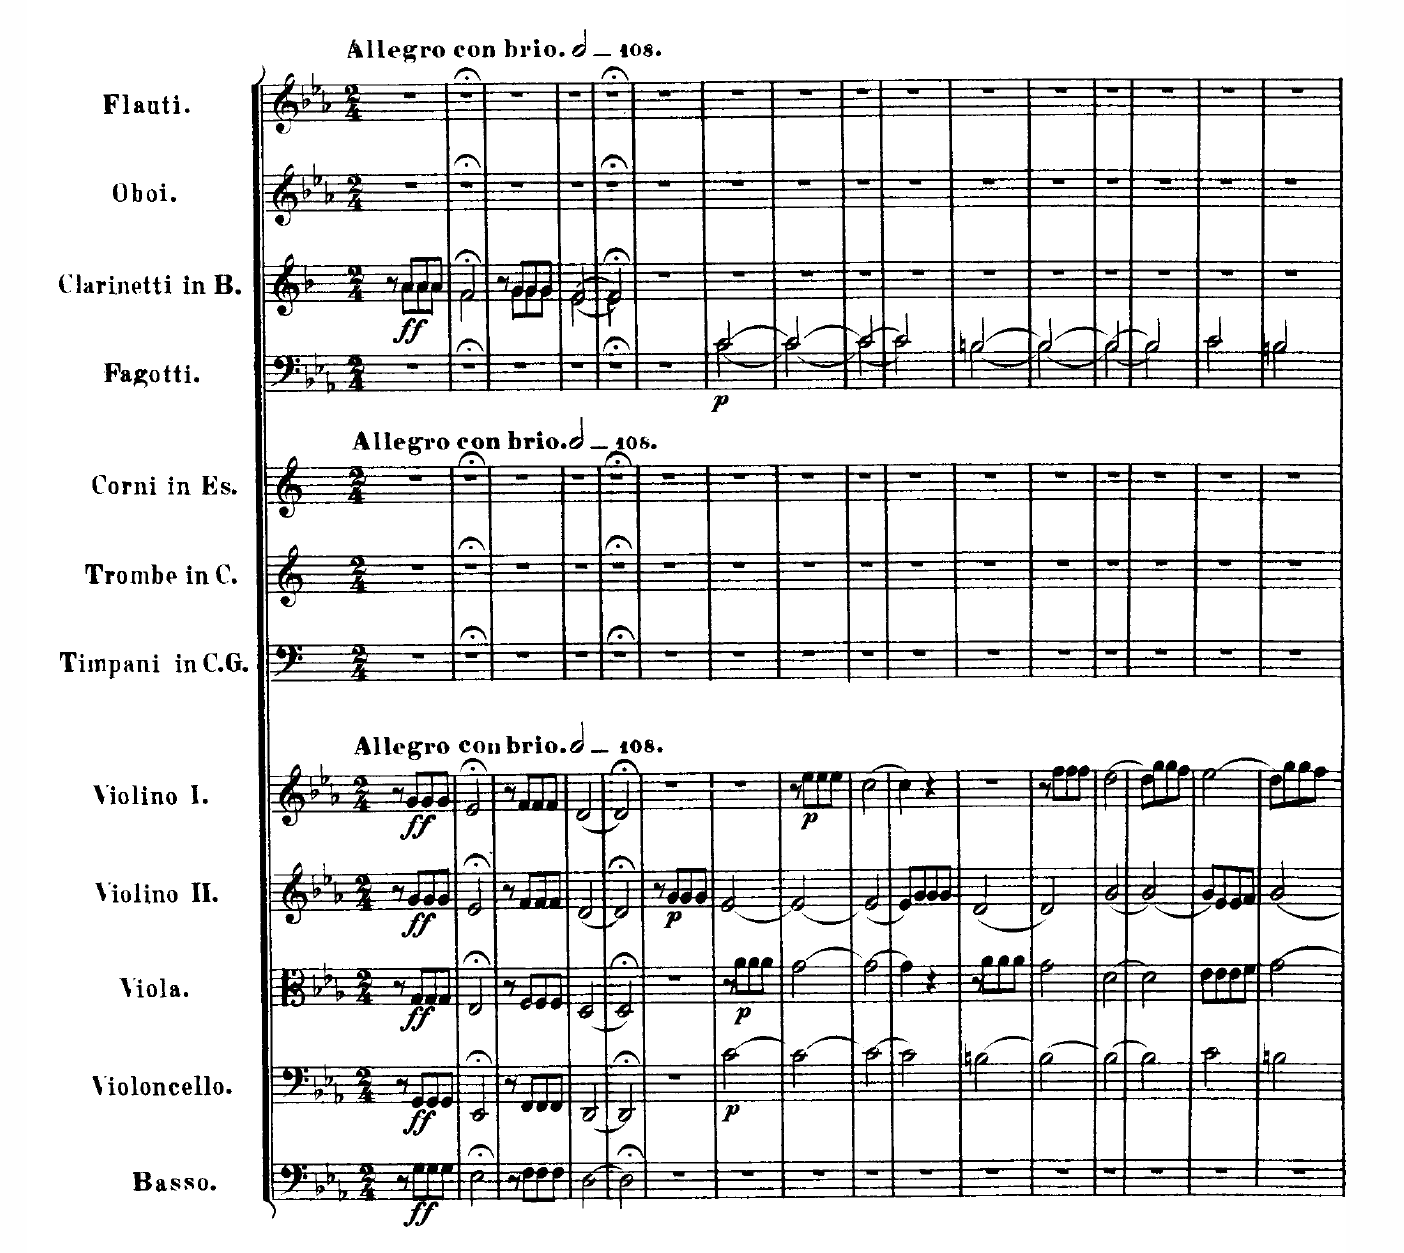 Allegro con brio. 𝅗𝅥 = 108.
Flauti.
Oboi.
Clarinetti in B.
ff
Fagotti.
p
Allegro con brio. 𝅗𝅥 = 108.
Corni in Es.
Trombe in C.
Timpani in C.G.
Allegro con brio. 𝅗𝅥 = 108.
Violino I.
ff p
Violino II.
ff p
Viola.
ff p
Violoncello.
ff p
Basso.
ff